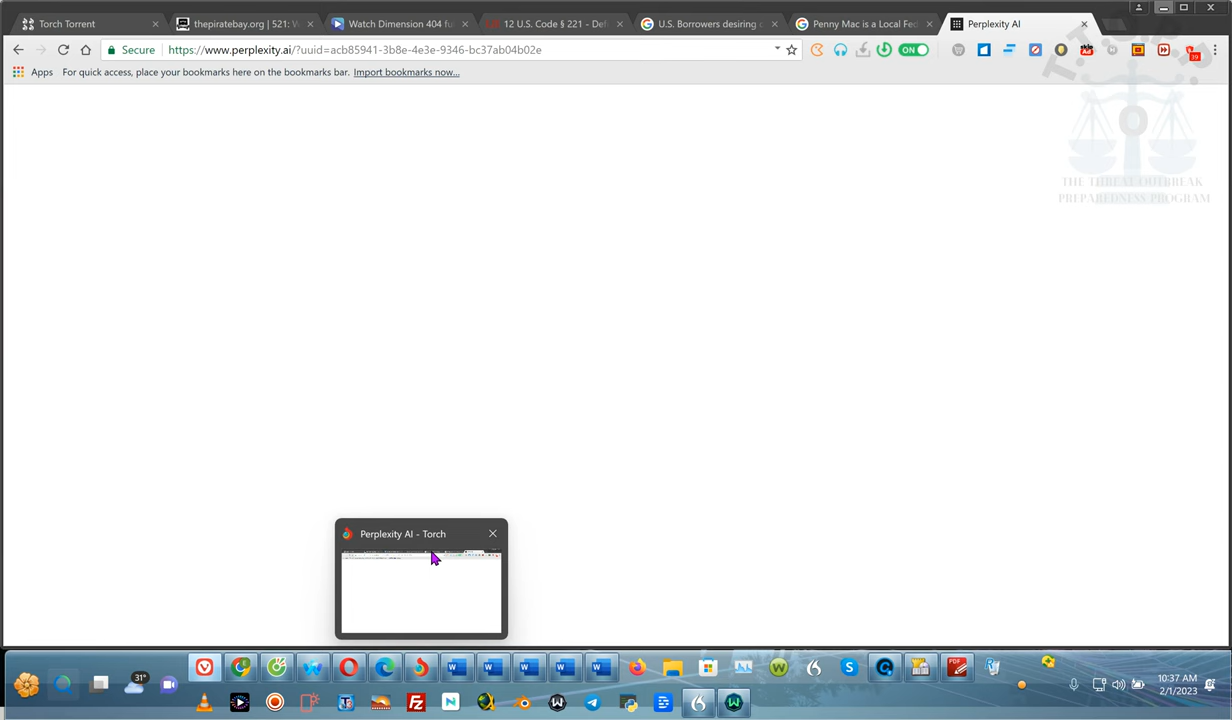 Torch Torrent
thepiratebay.org | 521: W
Watch Dimension 404 fu
12 U.S. Code § 221 - Def
U.S. Borrowers desiring c
Penny Mac is a Local Fed
Perplexity AI
Secure
https://www.perplexity.ai/?uuid=acb85941-3b8e-4e3e-9346-bc37ab04b02e
ON
39
Apps
For quick access, place your bookmarks here on the bookmarks bar.
Import bookmarks now...
THE THREAT OUTBREAK
PREPAREDNESS PROGRAM
Perplexity AI - Torch
31°
10:37 AM
2/1/2023